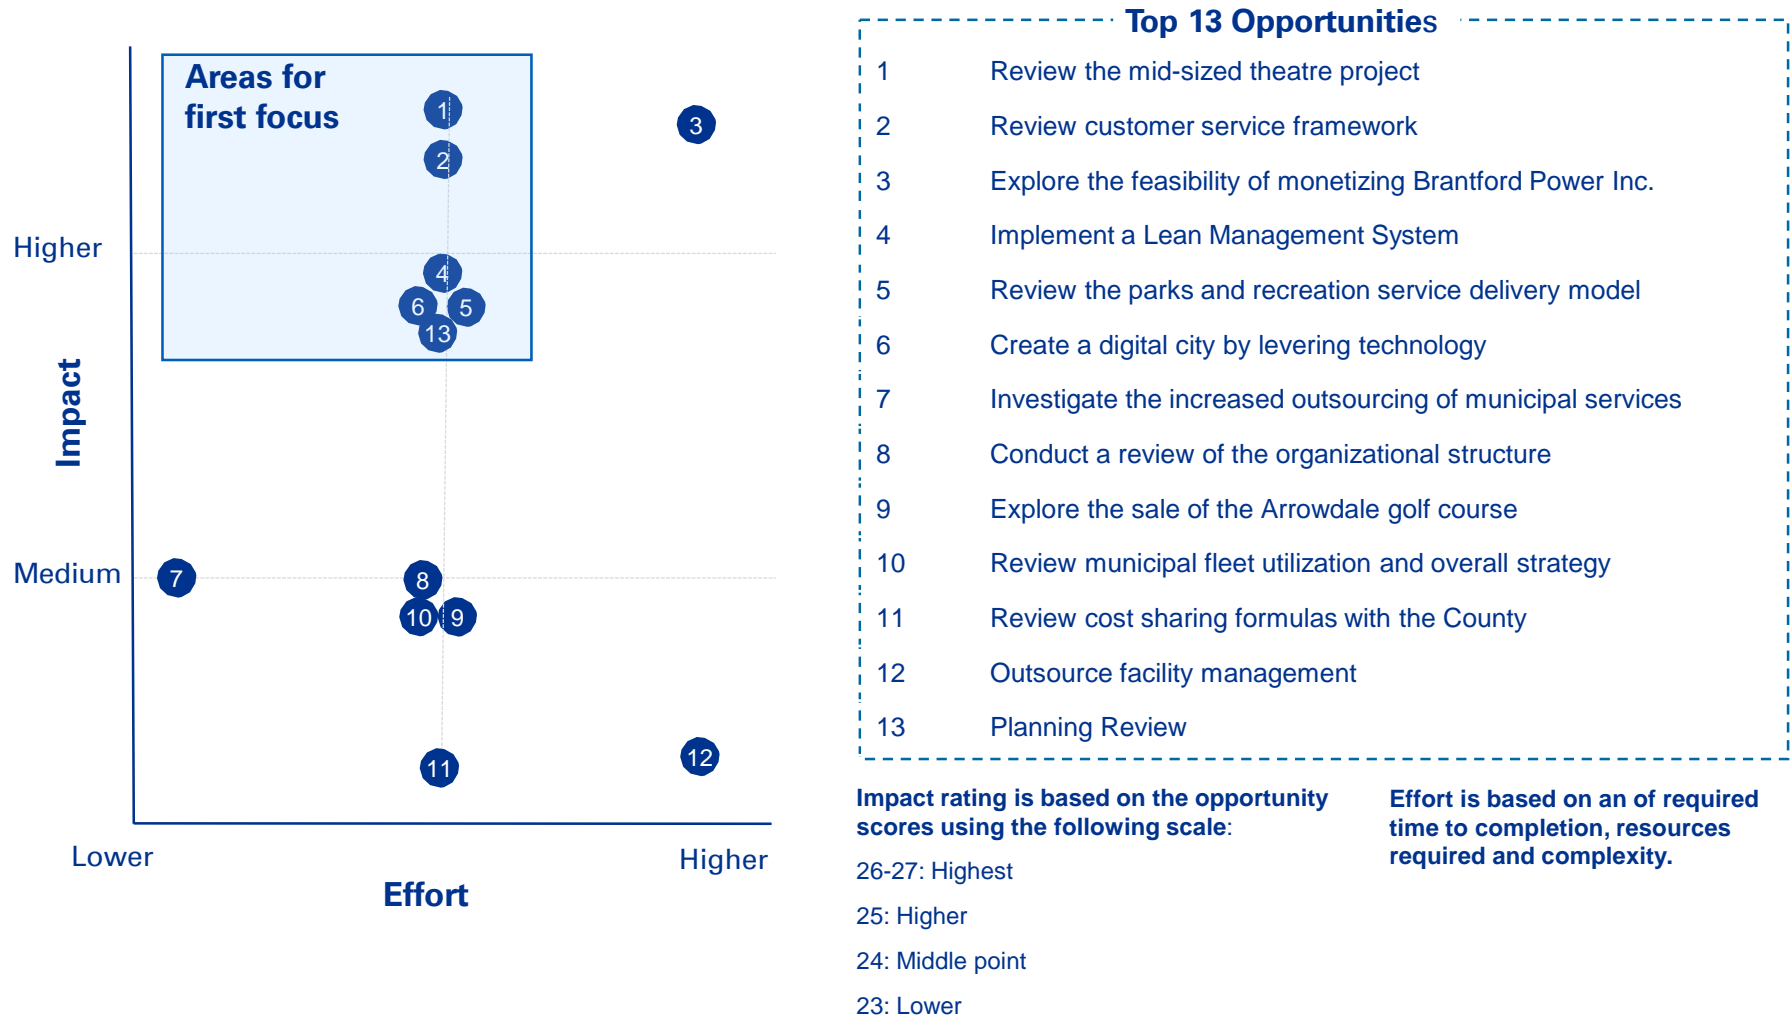 Areas for
first focus
1
2
3
Higher
4
6
5
13
Impact
Medium
7
8
10
9
11
12
Lower
Higher
Effort
Top 13 Opportunities
1 Review the mid-sized theatre project
2 Review customer service framework
3 Explore the feasibility of monetizing Brantford Power Inc.
4 Implement a Lean Management System
5 Review the parks and recreation service delivery model
6 Create a digital city by levering technology
7 Investigate the increased outsourcing of municipal services
8 Conduct a review of the organizational structure
9 Explore the sale of the Arrowdale golf course
10 Review municipal fleet utilization and overall strategy
11 Review cost sharing formulas with the County
12 Outsource facility management
13 Planning Review
Impact rating is based on the opportunity
scores using the following scale:
26-27: Highest
25: Higher
24: Middle point
23: Lower
Effort is based on an of required
time to completion, resources
required and complexity.